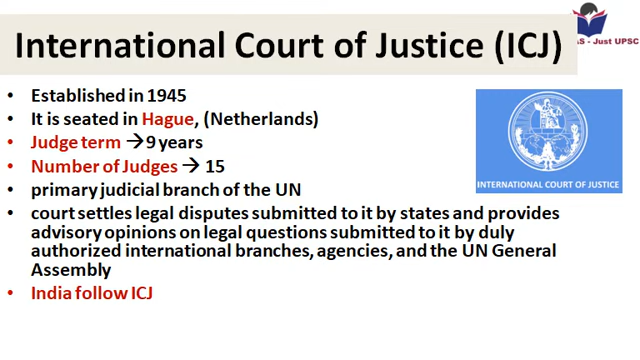 International Court of Justice (ICJ)
AS - Just UPSC
• Established in 1945
• It is seated in Hague, (Netherlands)
• Judge term → 9 years
• Number of Judges → 15
• primary judicial branch of the UN
• court settles legal disputes submitted to it by states and provides
advisory opinions on legal questions submitted to it by duly
authorized international branches, agencies, and the UN General
Assembly
• India follow ICJ
INTERNATIONAL COURT OF JUSTICE